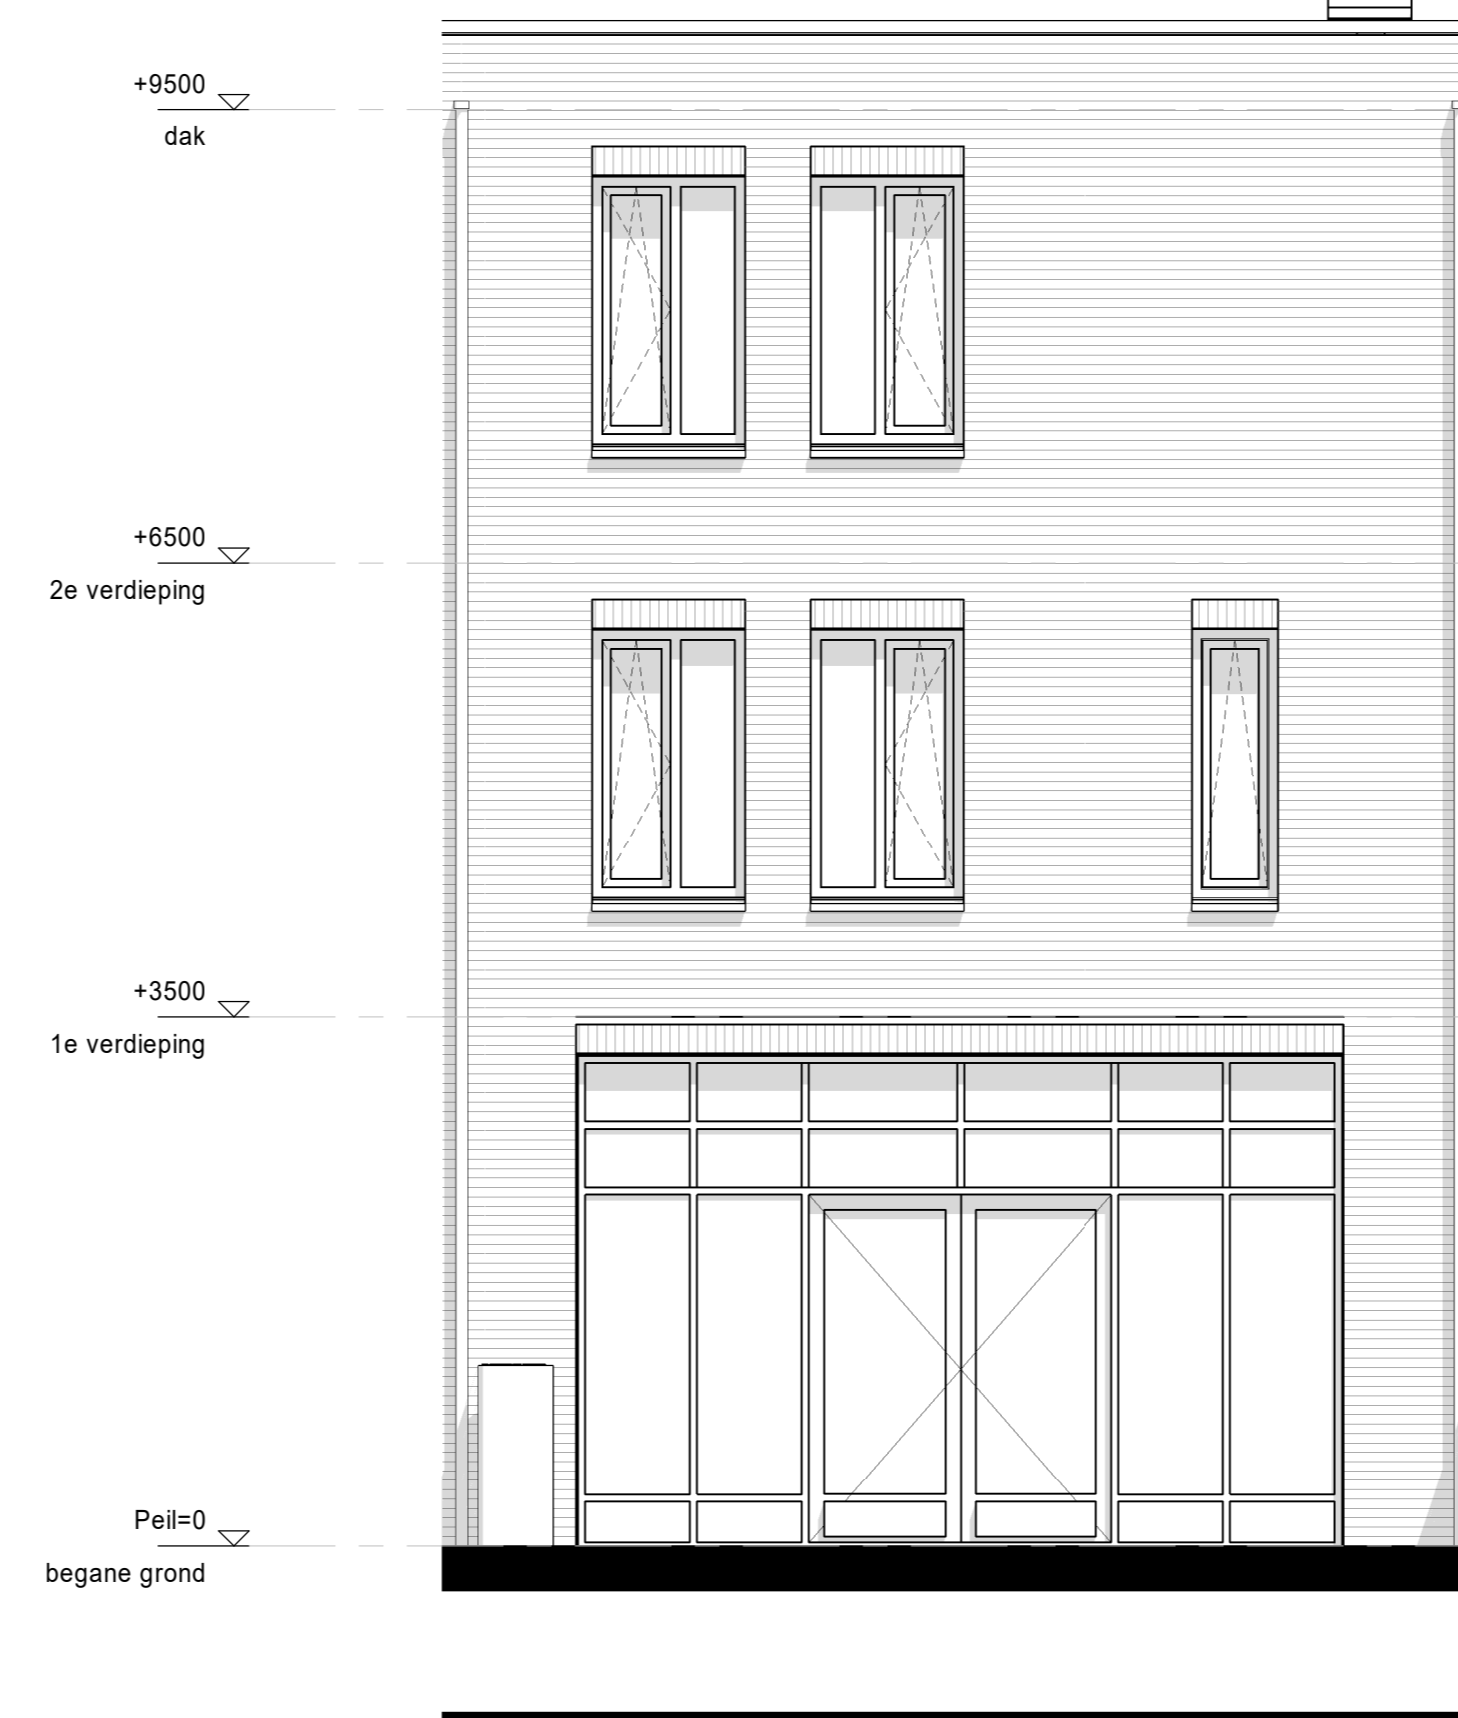 +9500
dak
+6500
2e verdieping
+3500
1e verdieping
Peil=0
begane grond